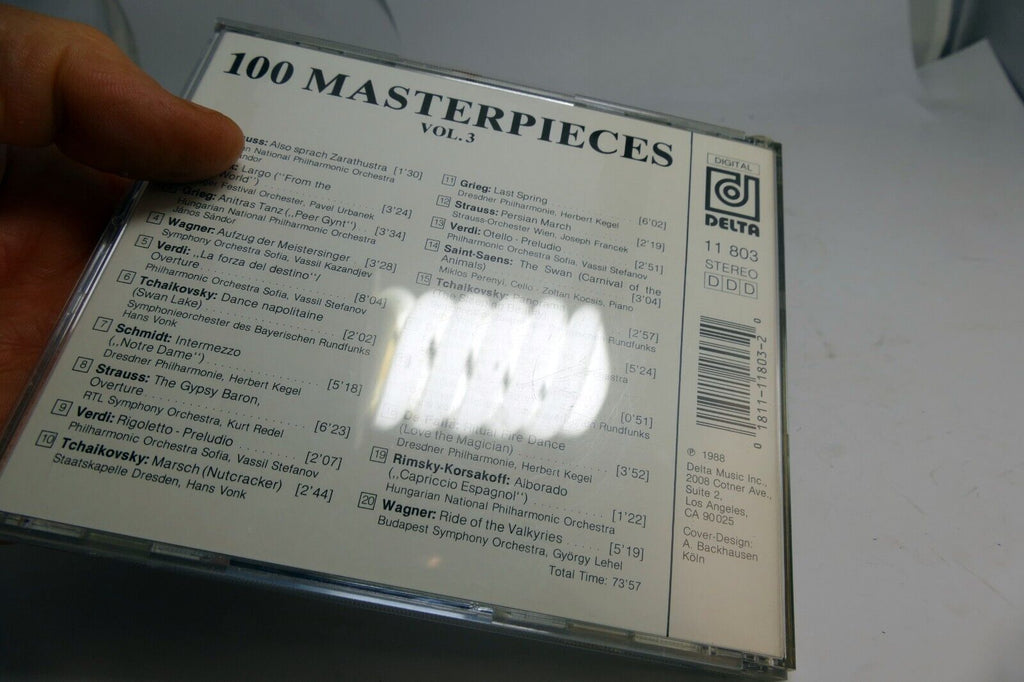 100 MASTERPIECES
VOL. 3
Also sprach Zarathustra [1'30]
National Philharmonic Orchestra
Largo ("From the
World") [3'24]
Festival Orchester, Pavel Urbanek
Grieg: Anitras Tanz („Peer Gynt“) [3'34]
Hungarian National Philharmonic Orchestra
János Sándor
4 Wagner: Aufzug der Meistersinger [3'28]
Symphony Orchestra Sofia, Vassil Kazandjev
5 Verdi: „La forza del destino“/
Overture [8'04]
Philharmonic Orchestra Sofia, Vassil Stefanov
6 Tchaikovsky: Dance napolitaine
(Swan Lake) [2'02]
Symphonieorchester des Bayerischen Rundfunks
Hans Vonk
7 Schmidt: Intermezzo
(„Notre Dame“) [5'18]
Dresdner Philharmonie, Herbert Kegel
8 Strauss: The Gypsy Baron,
Overture [6'23]
RTL Symphony Orchestra, Kurt Redel
9 Verdi: Rigoletto - Preludio [2'07]
Philharmonic Orchestra Sofia, Vassil Stefanov
10 Tchaikovsky: Marsch (Nutcracker) [2'44]
Staatskapelle Dresden, Hans Vonk
11 Grieg: Last Spring [6'02]
Dresdner Philharmonie, Herbert Kegel
12 Strauss: Persian March [2'19]
Strauss-Orchester Wien, Joseph Francek
13 Verdi: Otello - Preludio [2'51]
Philharmonic Orchestra Sofia, Vassil Stefanov
14 Saint-Saens: The Swan (Carnival of the
Animals) [3'04]
Miklos Perenyi, Cello - Zoltan Kocsis, Piano
15 Tchaikovsky:
[2'57]
Rundfunks
[5'24]
[0'51]
Rundfunks
Fire Dance
(Love the Magician) [3'52]
Dresdner Philharmonie, Herbert Kegel
19 Rimsky-Korsakoff: Alborado
(„Capriccio Espagnol“) [1'22]
Hungarian National Philharmonic Orchestra
20 Wagner: Ride of the Valkyries [5'19]
Budapest Symphony Orchestra, György Lehel
Total Time: 73'57
DIGITAL
DELTA
11 803
STEREO
DDD
0 1811-11803-2 0
℗ 1988
Delta Music Inc.,
2008 Cotner Ave.,
Suite 2,
Los Angeles,
CA 90025
Cover-Design:
A. Backhausen
Köln